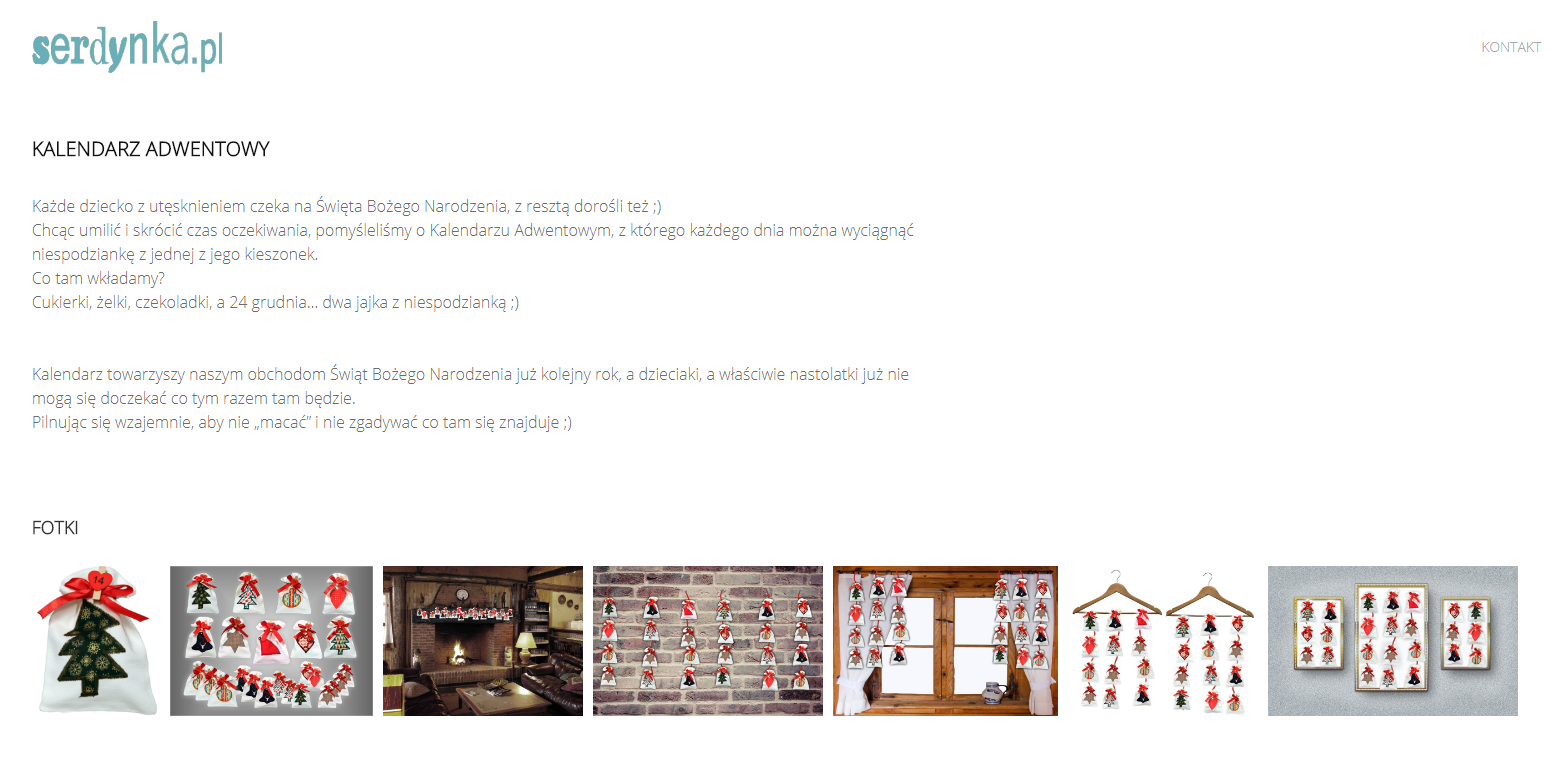 serdynka.pl
KONTAKT
KALENDARZ ADWENTOWY
Każde dziecko z utęsknieniem czeka na Święta Bożego Narodzenia, z resztą dorośli też ;)
Chcąc umilić i skrócić czas oczekiwania, pomyśleliśmy o Kalendarzu Adwentowym, z którego każdego dnia można wyciągnąć
niespodziankę z jednej z jego kieszonek.
Co tam wkładamy?
Cukierki, żelki, czekoladki, a 24 grudnia... dwa jajka z niespodzianką ;)
Kalendarz towarzyszy naszym obchodom Świąt Bożego Narodzenia już kolejny rok, a dzieciaki, a właściwie nastolatki już nie
mogą się doczekać co tym razem tam będzie.
Pilnując się wzajemnie, aby nie „macać” i nie zgadywać co tam się znajduje ;)
FOTKI
14